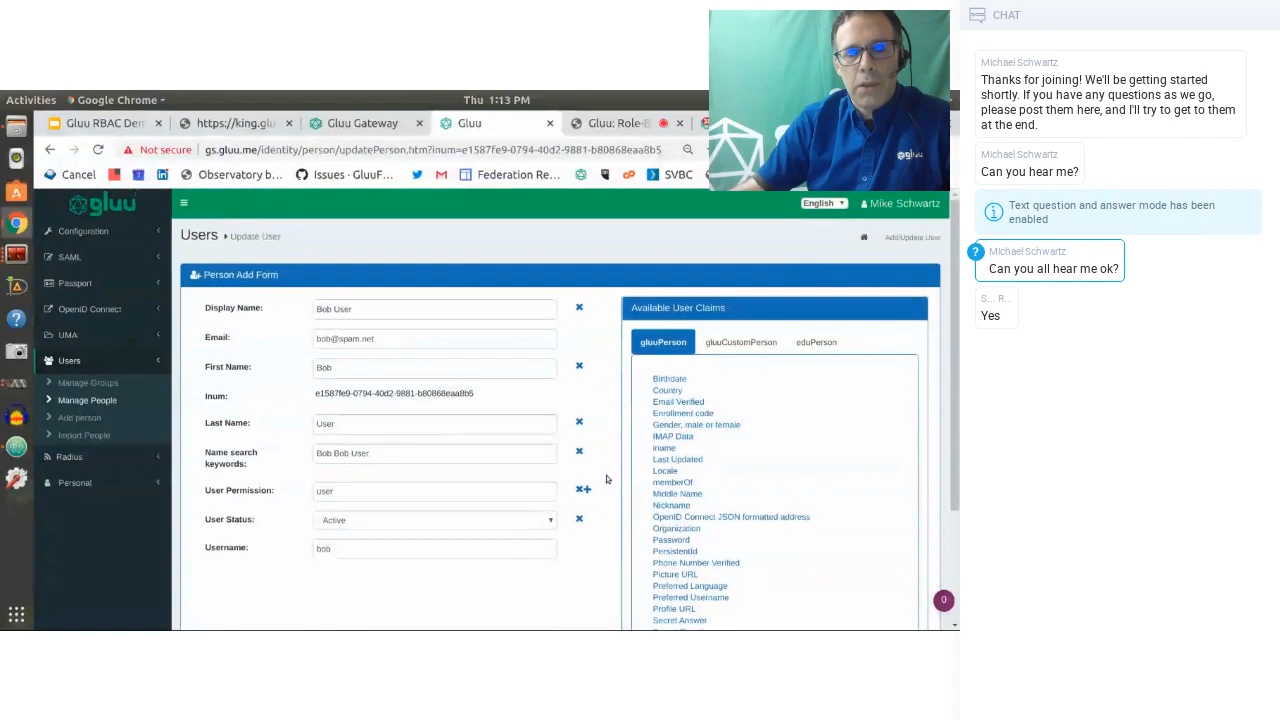 CHAT
Michael Schwartz
Thanks for joining! We'll be getting started
shortly. If you have any questions as we go,
please post them here, and I'll try to get to them
at the end.
Michael Schwartz
Can you hear me?
Text question and answer mode has been
enabled
Michael Schwartz
Can you all hear me ok?
S... R...
Yes
Activities
Google Chrome
Thu 1:13 PM
Gluu RBAC Dem
https://king.glu
Gluu Gateway
Gluu
Gluu: Role-B
Not secure
gs.gluu.me/identity/person/updatePerson.htm?inum=e1587fe9-0794-40d2-9881-b80868eaa8b5
Cancel
Observatory b...
Issues · GluuF...
Federation Re...
SVBC
gluu
gluu
English
Mike Schwartz
Configuration
SAML
Passport
OpenID Connect
UMA
Users
Manage Groups
Manage People
Add person
Import People
Radius
Personal
Users
Update User
Add/Update User
Person Add Form
Display Name:
Bob User
Email:
bob@spam.net
First Name:
Bob
Inum:
e1587fe9-0794-40d2-9881-b80868eaa8b5
Last Name:
User
Name search
keywords:
Bob Bob User
User Permission:
user
User Status:
Active
Username:
bob
Available User Claims
gluuPerson
gluuCustomPerson
eduPerson
Birthdate
Country
Email Verified
Enrollment code
Gender, male or female
IMAP Data
iname
Last Updated
Locale
memberOf
Middle Name
Nickname
OpenID Connect JSON formatted address
Organization
Password
PersistentId
Phone Number Verified
Picture URL
Preferred Language
Preferred Username
Profile URL
Secret Answer